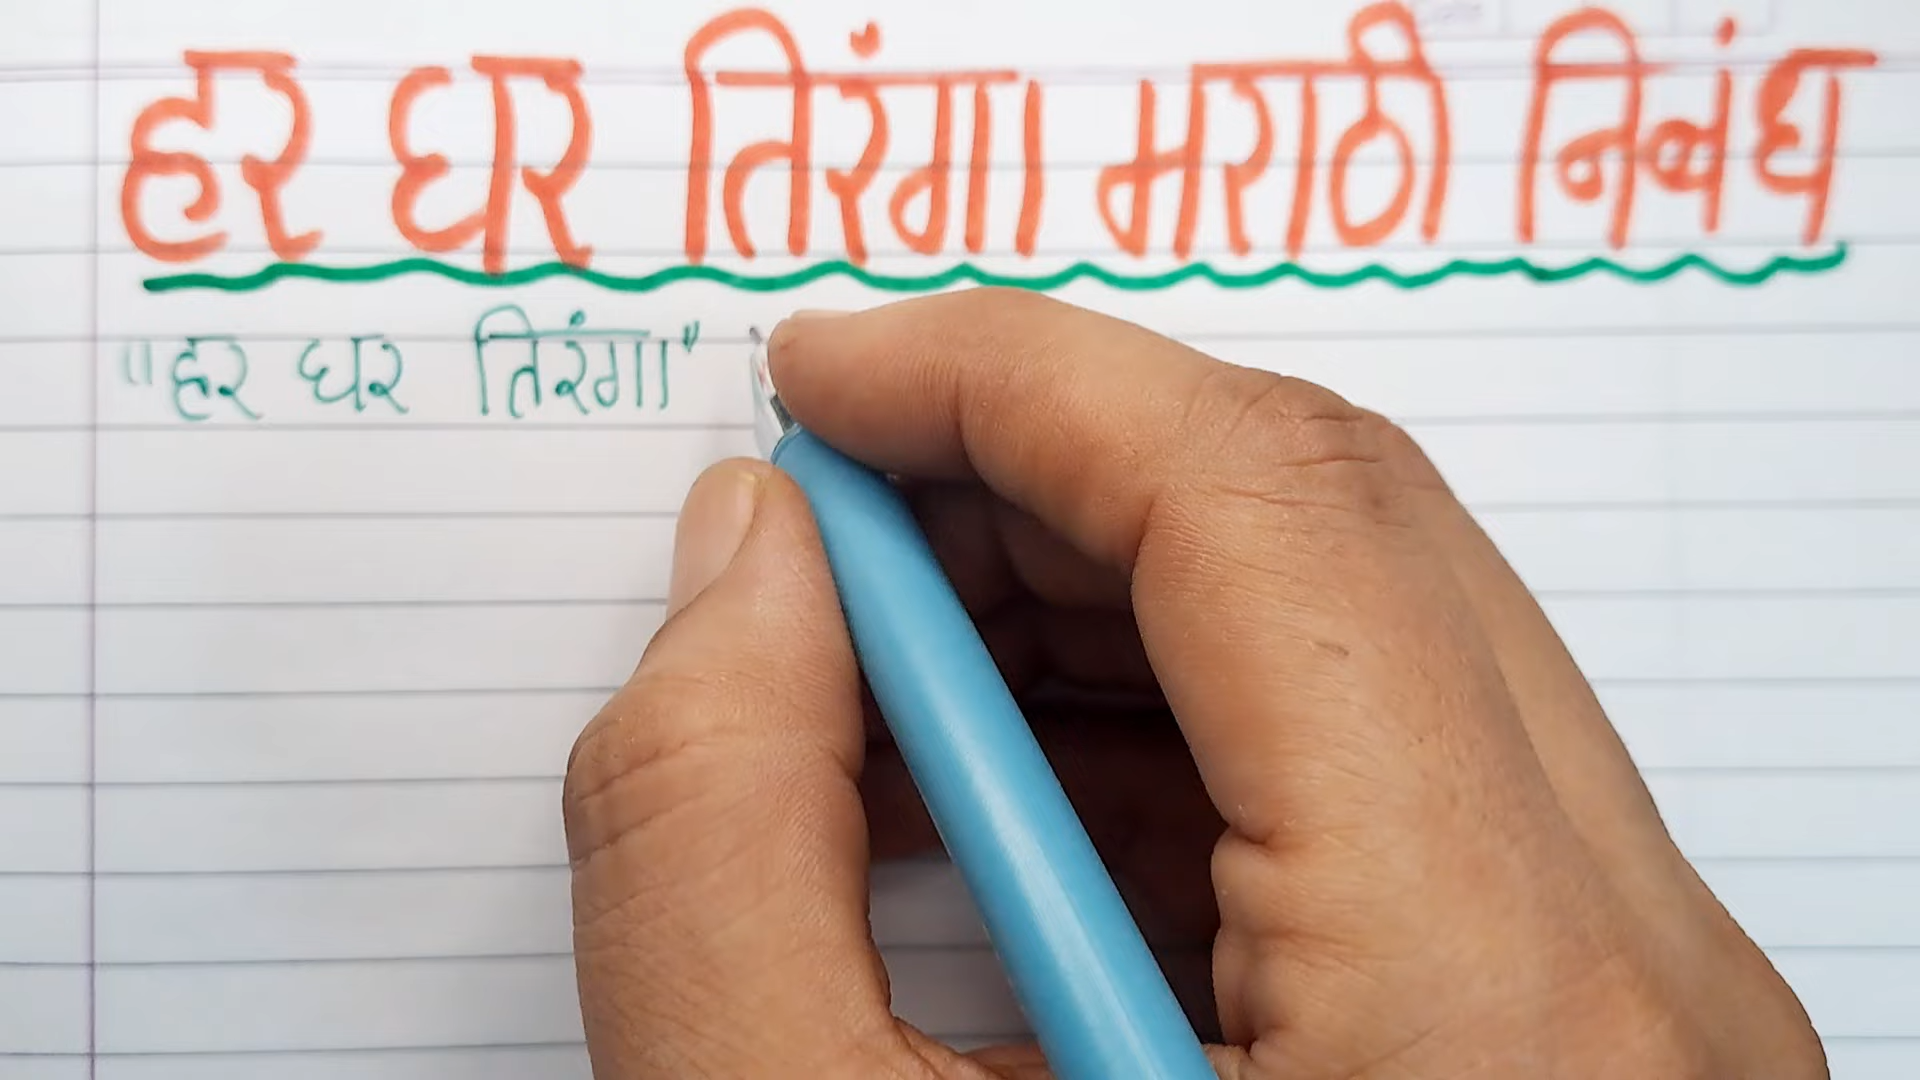 हर घर तिरंगा मराठी निबंध
"हर घर तिरंगा"